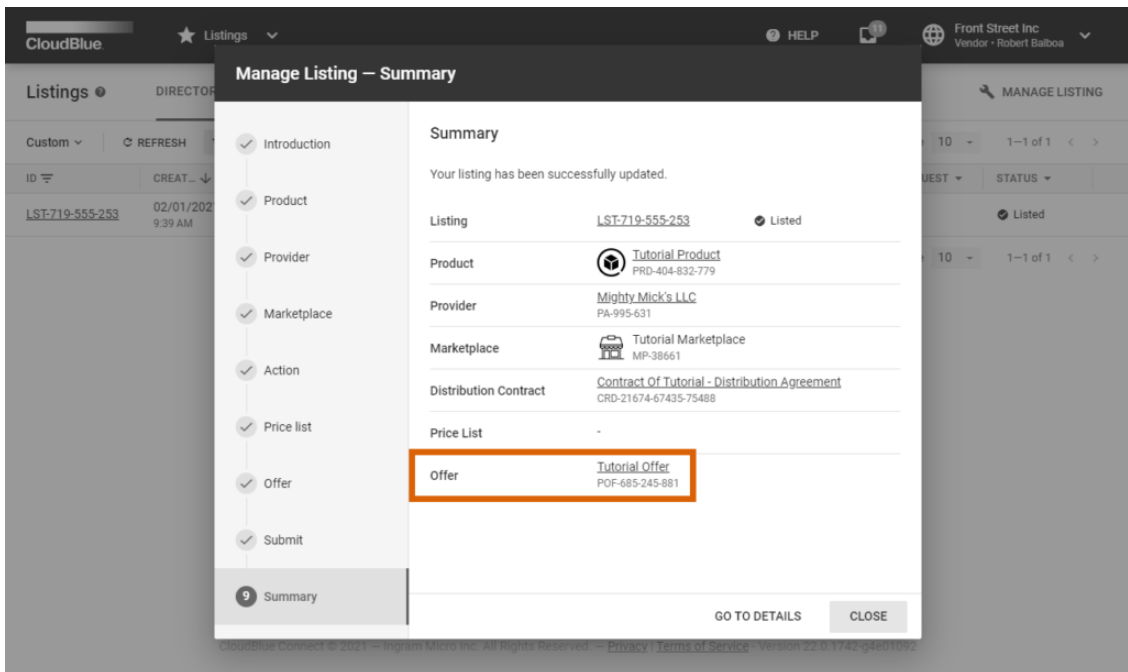 CloudBlue
Listings
HELP
11
Front Street Inc
Vendor • Robert Balboa
Manage Listing — Summary
Listings
DIRECTOR
MANAGE LISTING
Custom
REFRESH
10
1–1 of 1
ID
CREAT...
UEST
STATUS
LST-719-555-253
02/01/202
9:39 AM
Listed
10
1–1 of 1
Introduction
Product
Provider
Marketplace
Action
Price list
Offer
Submit
9 Summary
Summary
Your listing has been successfully updated.
Listing LST-719-555-253 Listed
Product Tutorial Product
PRD-404-832-779
Provider Mighty Mick's LLC
PA-995-631
Marketplace Tutorial Marketplace
MP-38661
Distribution Contract Contract Of Tutorial - Distribution Agreement
CRD-21674-67435-75488
Price List -
Offer Tutorial Offer
POF-685-245-881
GO TO DETAILS CLOSE
CloudBlue Connect © 2021 — Ingram Micro Inc. All Rights Reserved. — Privacy | Terms of Service - Version 22.0.1742-g4e01092